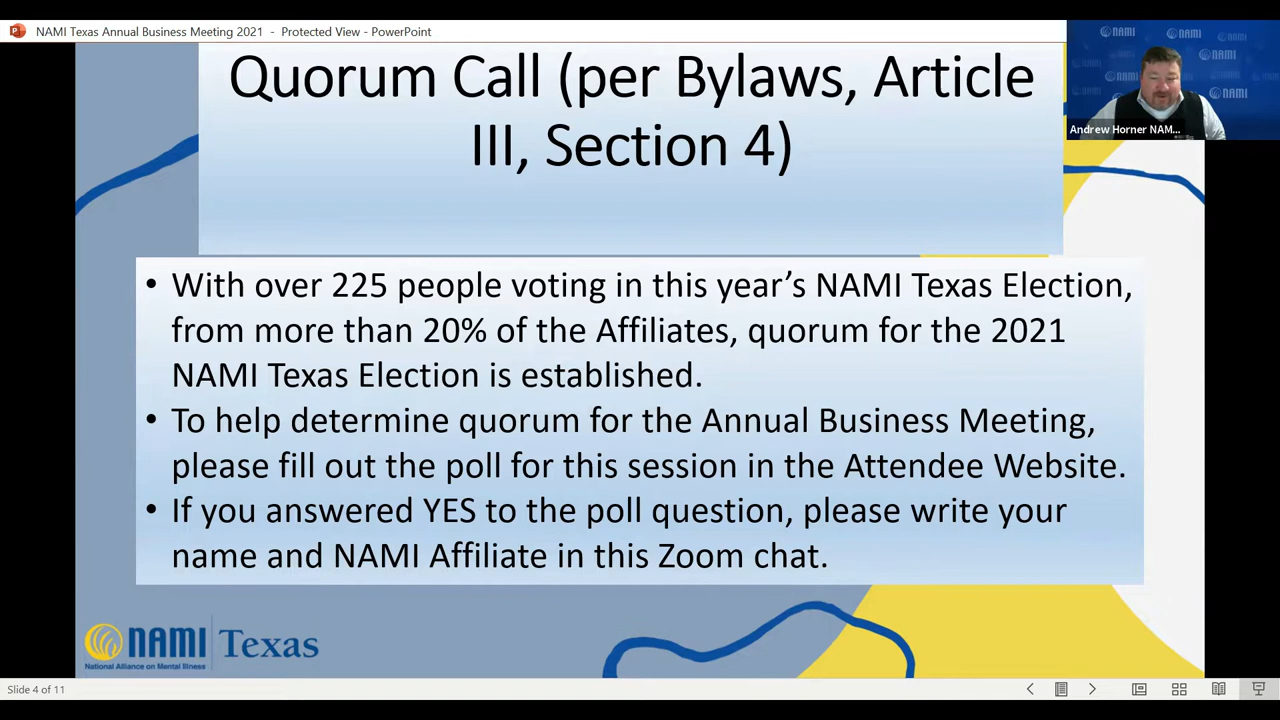 NAMI Texas Annual Business Meeting 2021 - Protected View - PowerPoint
Quorum Call (per Bylaws, Article
III, Section 4)
NAMI
NAMI
NAMI
NAMI
NAMI
Andrew Horner NAM...
• With over 225 people voting in this year’s NAMI Texas Election,
from more than 20% of the Affiliates, quorum for the 2021
NAMI Texas Election is established.
• To help determine quorum for the Annual Business Meeting,
please fill out the poll for this session in the Attendee Website.
• If you answered YES to the poll question, please write your
name and NAMI Affiliate in this Zoom chat.
NAMI Texas
National Alliance on Mental Illness
Slide 4 of 11